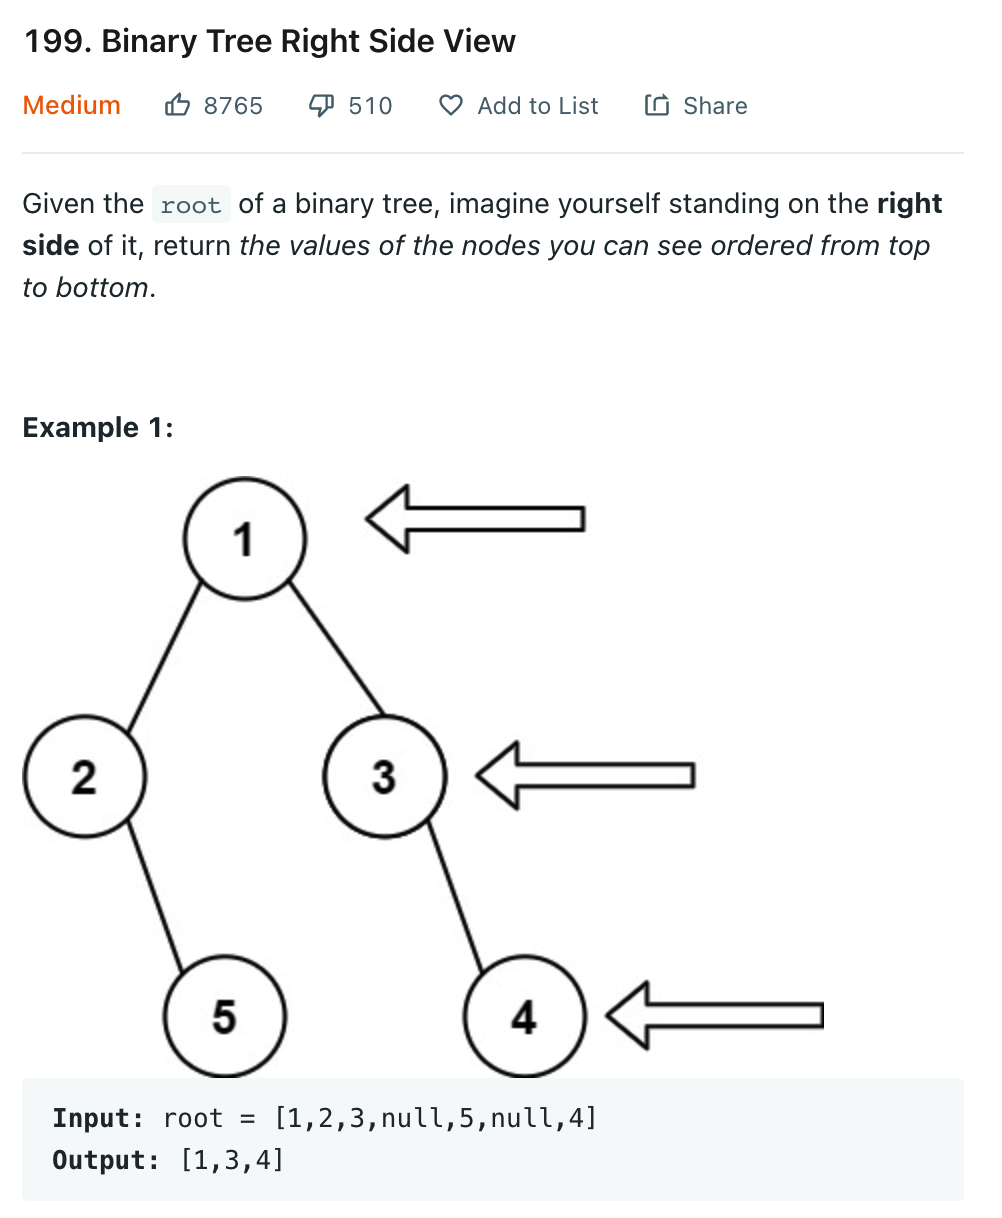 199. Binary Tree Right Side View
Medium 8765 510 Add to List Share
Given the root of a binary tree, imagine yourself standing on the right
side of it, return the values of the nodes you can see ordered from top
to bottom.
Example 1:
1
2 3
5 4
Input: root = [1,2,3,null,5,null,4]
Output: [1,3,4]